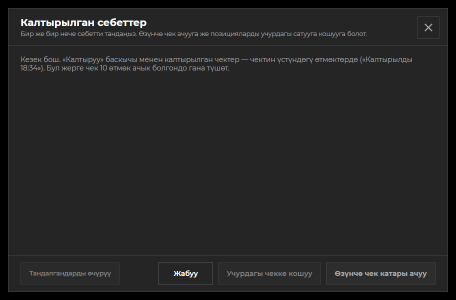 Калтырылган себеттер
Бир же бир нече себетти тандаңыз. Өзүнчө чек ачууга же позицияларды учурдагы сатууга кошууга болот.
Кезек бош. «Калтыруу» баскычы менен калтырылган чектер — чектин үстүндөгү өтмөктөрдө («Калтырылды
18:34»). Бул жерге чек 10 өтмөк ачык болгондо гана түшөт.
Тандалгандарды өчүрүү
Жабуу
Учурдагы чекке кошуу
Өзүнчө чек катары ачуу